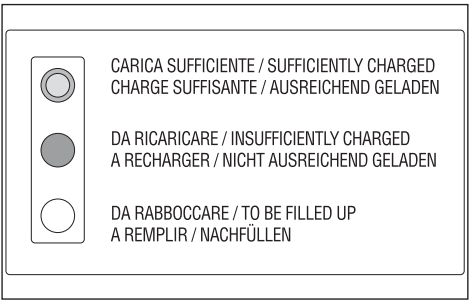 CARICA SUFFICIENTE / SUFFICIENTLY CHARGED
CHARGE SUFFISANTE / AUSREICHEND GELADEN
DA RICARICARE / INSUFFICIENTLY CHARGED
A RECHARGER / NICHT AUSREICHEND GELADEN
DA RABBOCCARE / TO BE FILLED UP
A REMPLIR / NACHFÜLLEN